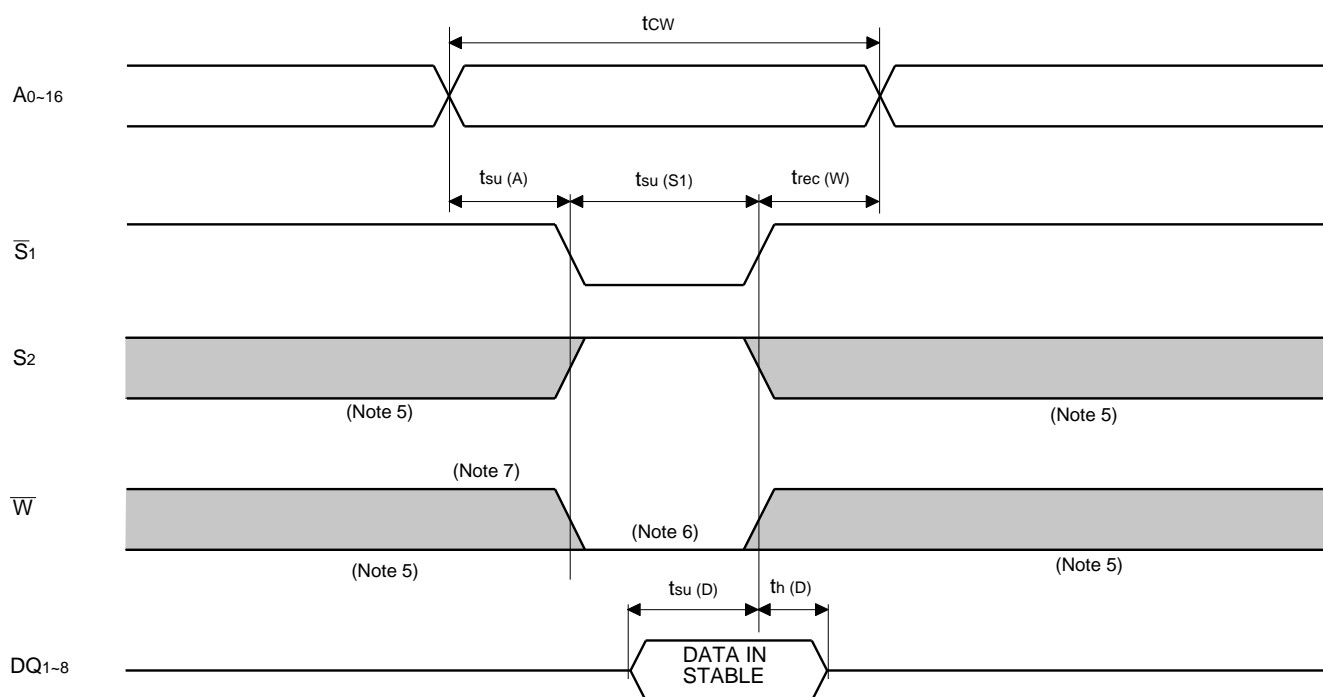 tCW
A0~16
tsu (A)
tsu (S1)
trec (W)
S̅1
S2
(Note 5)
(Note 5)
(Note 7)
W̅
(Note 6)
(Note 5)
(Note 5)
tsu (D)
th (D)
DQ1~8
DATA IN
STABLE